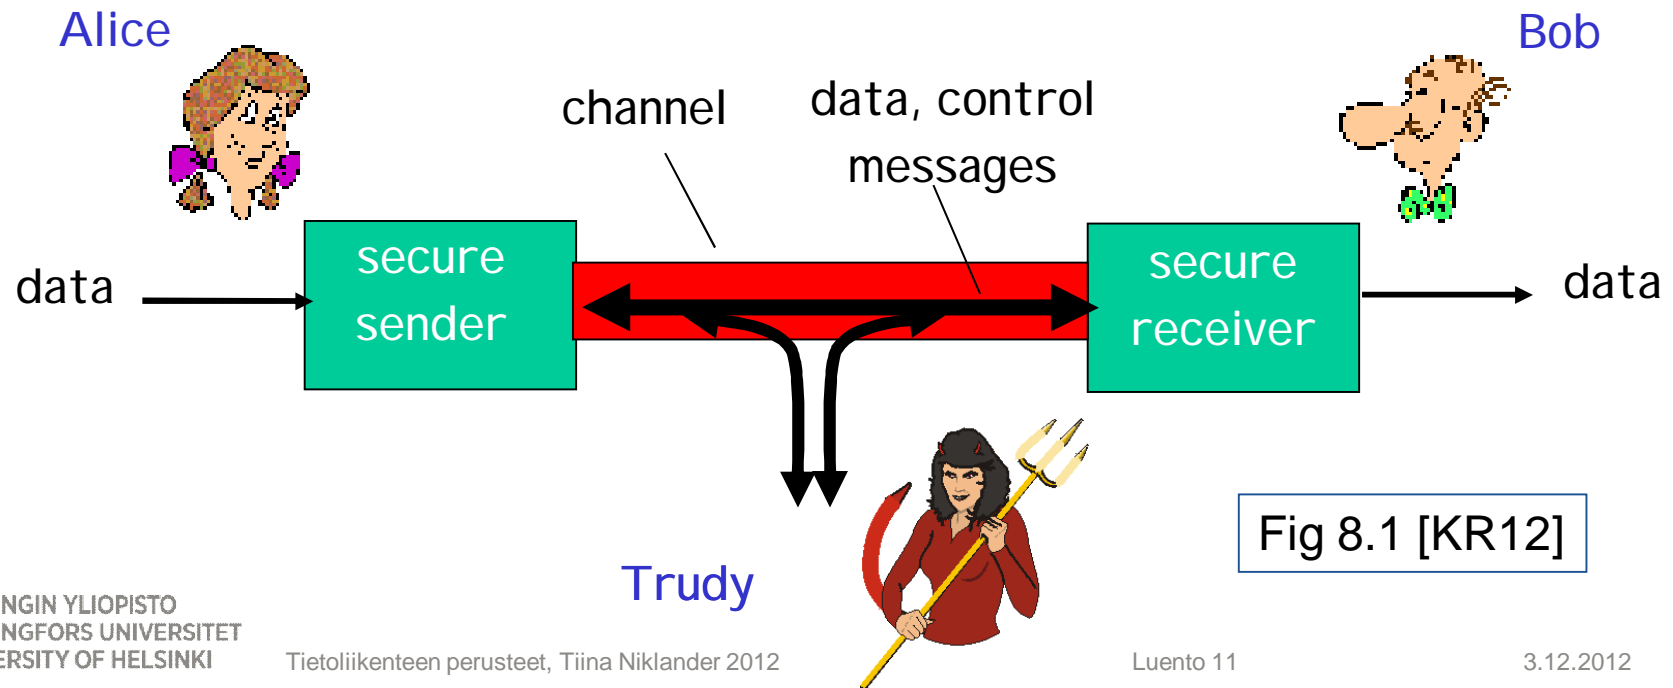 Alice
Bob
channel
data, control
messages
data
secure
sender
secure
receiver
data
Trudy
Fig 8.1 [KR12]
NGIN YLIOPISTO
NGFORS UNIVERSITET
ERSITY OF HELSINKI
Tietoliikenteen perusteet, Tiina Niklander 2012
Luento 11
3.12.2012